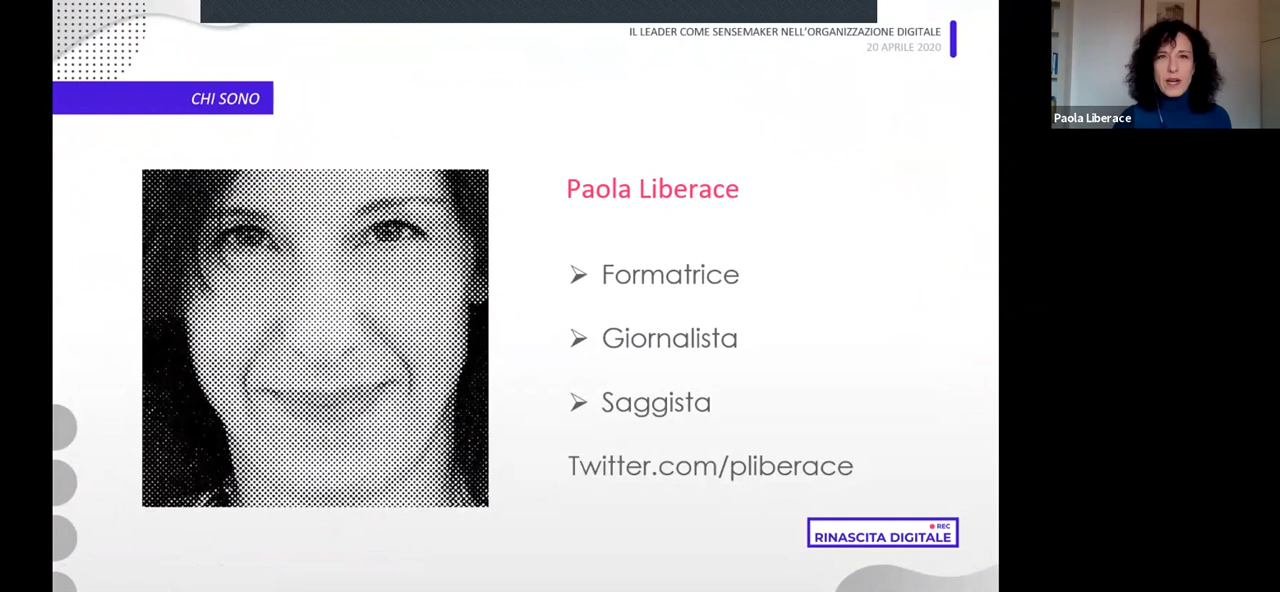 IL LEADER COME SENSEMAKER NELL'ORGANIZZAZIONE DIGITALE
20 APRILE 2020
CHI SONO
Paola Liberace
Formatrice
Giornalista
Saggista
Twitter.com/pliberace
REC
RINASCITA DIGITALE
Paola Liberace